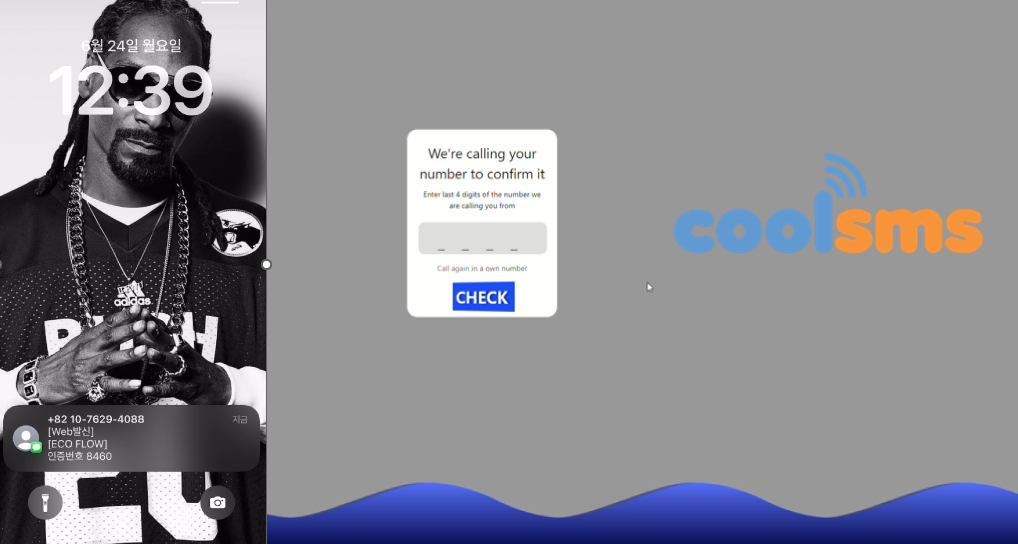 6월 24일 월요일
12:39
adidas
+82 10-7629-4088
지금
[Web발신]
[ECO FLOW]
인증번호 8460
We're calling your
number to confirm it
Enter last 4 digits of the number we
are calling you from
_ _ _ _
Call again in a own number
CHECK
coolsms